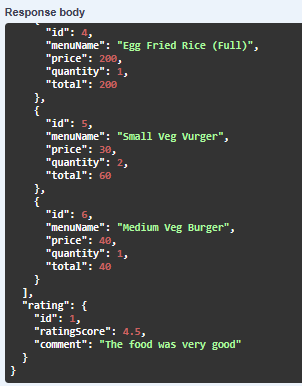 Response body
"id": 4,
"menuName": "Egg Fried Rice (Full)",
"price": 200,
"quantity": 1,
"total": 200
},
{
"id": 5,
"menuName": "Small Veg Vurger",
"price": 30,
"quantity": 2,
"total": 60
},
{
"id": 6,
"menuName": "Medium Veg Burger",
"price": 40,
"quantity": 1,
"total": 40
}
],
"rating": {
"id": 1,
"ratingScore": 4.5,
"comment": "The food was very good"
}
}